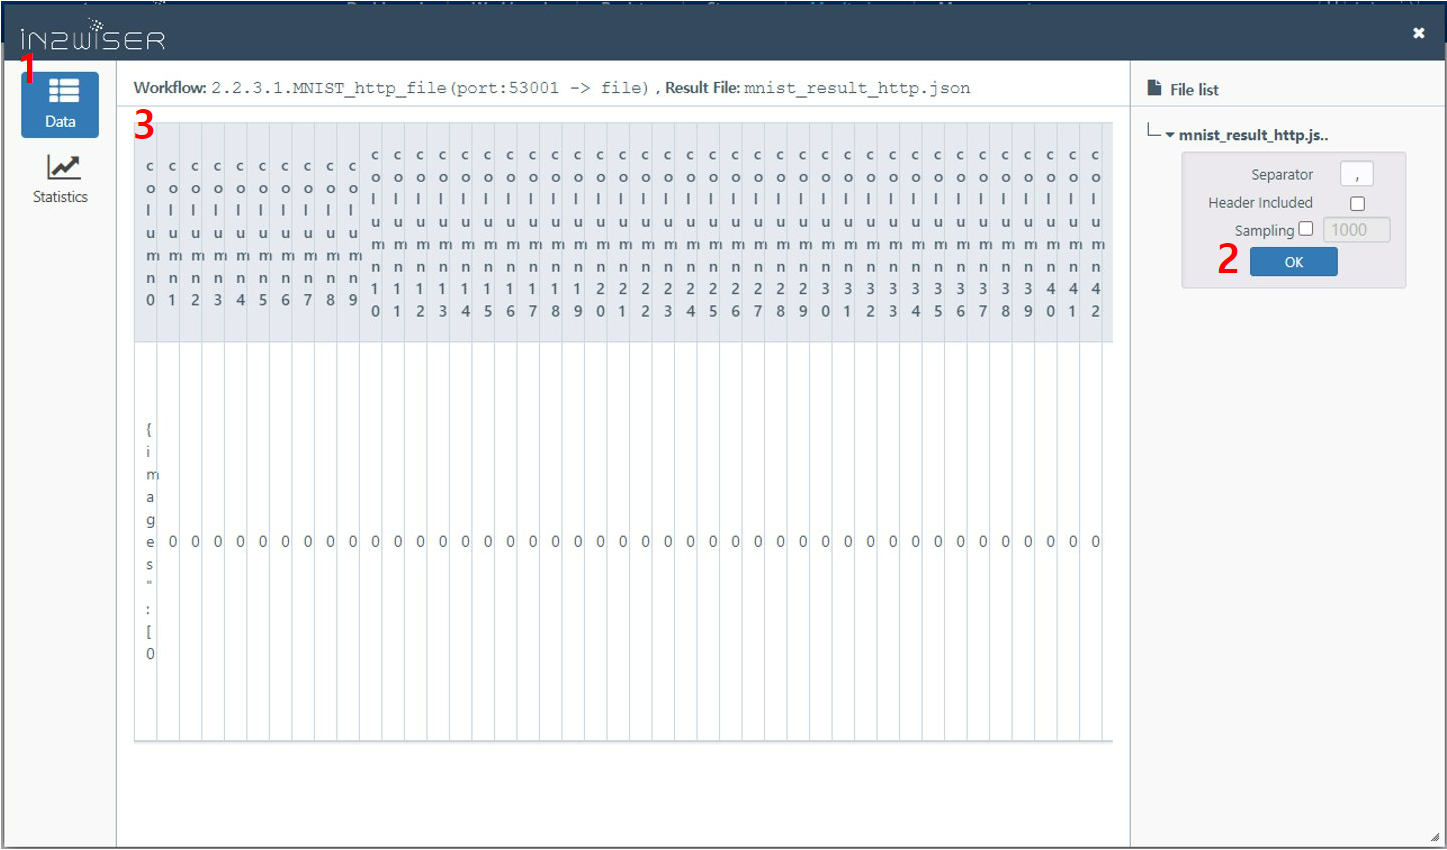 iN2WiSER
1
Data
Statistics
Workflow: 2.2.3.1.MNIST_http_file(port:53001 -> file) , Result File: mnist_result_http.json
3
column0 column1 column2 column3 column4 column5 column6 column7 column8 column9 column10 column11 column12 column13 column14 column15 column16 column17 column18 column19 column20 column21 column22 column23 column24 column25 column26 column27 column28 column29 column30 column31 column32 column33 column34 column35 column36 column37 column38 column39 column40 column41 column42
{images":[0 0 0 0 0 0 0 0 0 0 0 0 0 0 0 0 0 0 0 0 0 0 0 0 0 0 0 0 0 0 0 0 0 0 0 0 0 0 0 0 0 0 0
File list
mnist_result_http.js..
Separator ,
Header Included
Sampling 1000
2
OK